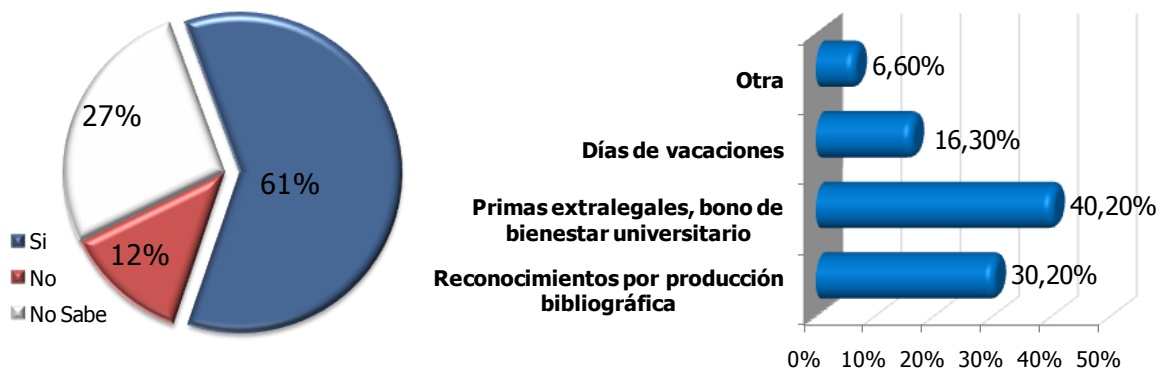 27%
61%
12%
Si
No
No Sabe
Otra
6,60%
Días de vacaciones
16,30%
Primas extralegales, bono de
bienestar universitario
40,20%
Reconocimientos por producción
bibliográfica
30,20%
0% 10% 20% 30% 40% 50%